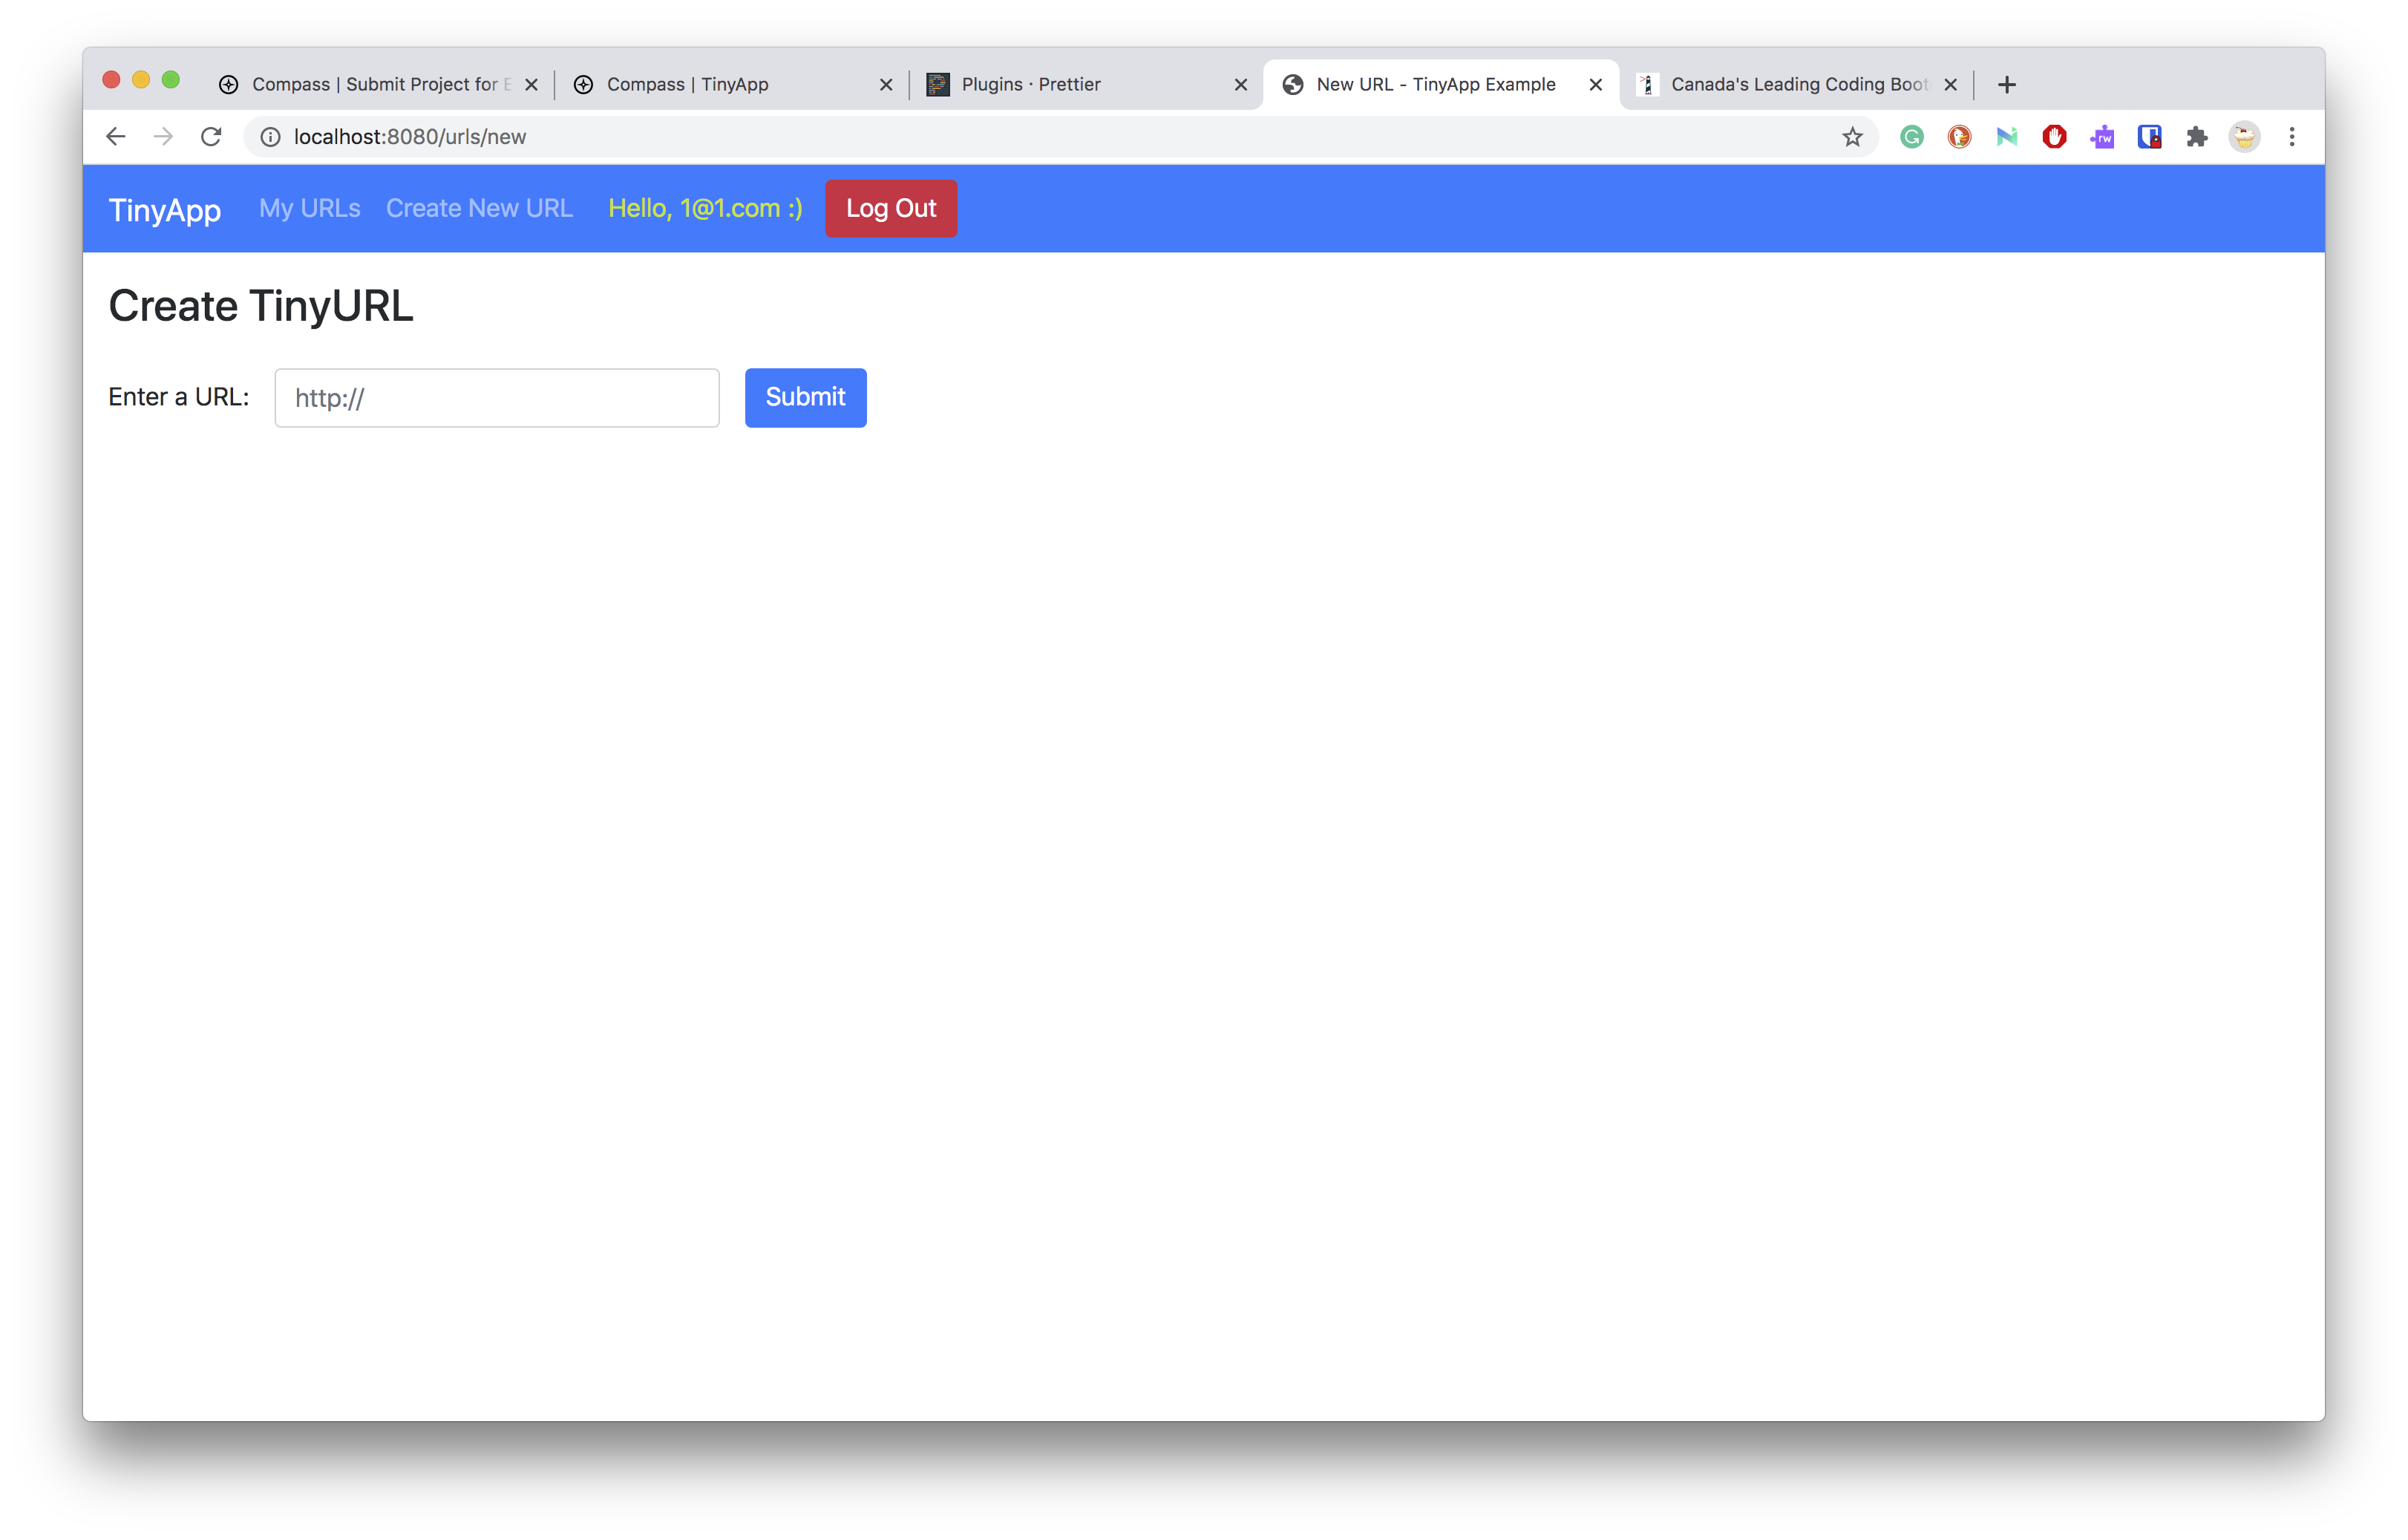 Compass | Submit Project for E
Compass | TinyApp
Plugins · Prettier
New URL - TinyApp Example
Canada's Leading Coding Boot
localhost:8080/urls/new
rw
TinyApp My URLs Create New URL Hello, 1@1.com :) Log Out
Create TinyURL
Enter a URL: http:// Submit